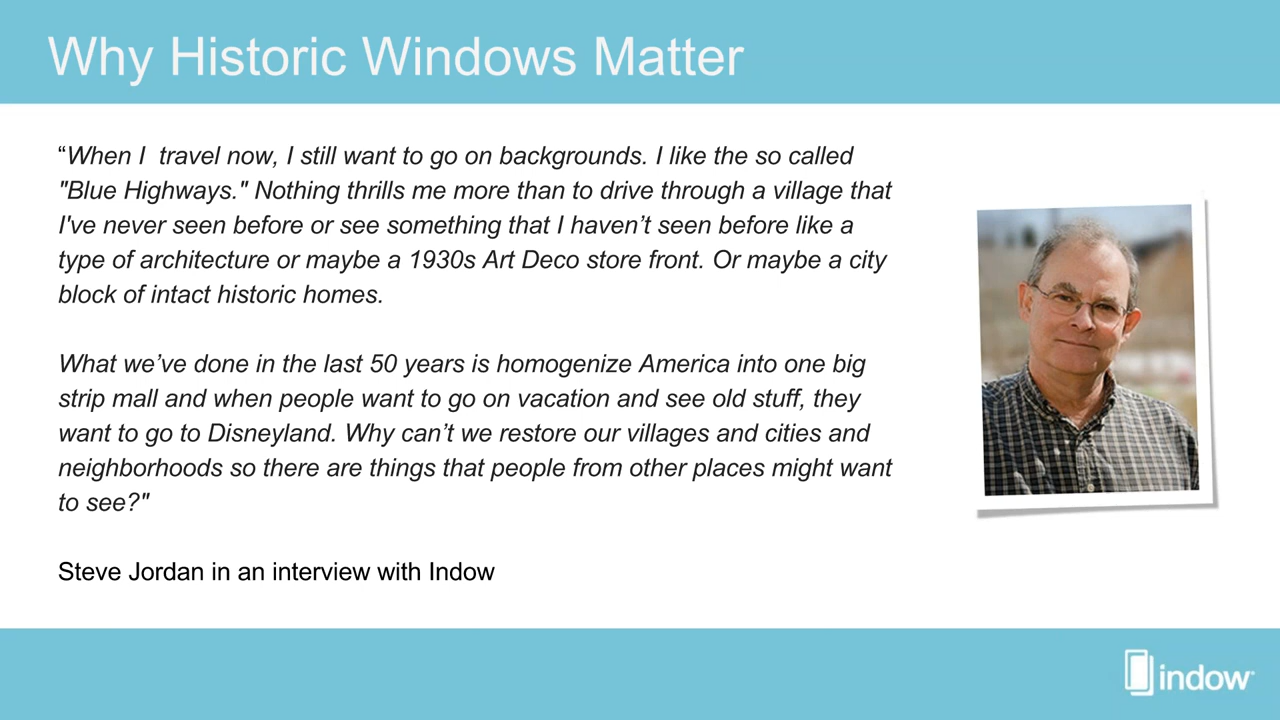 Why Historic Windows Matter
“When I  travel now, I still want to go on backgrounds. I like the so called
"Blue Highways." Nothing thrills me more than to drive through a village that
I've never seen before or see something that I haven’t seen before like a
type of architecture or maybe a 1930s Art Deco store front. Or maybe a city
block of intact historic homes.
What we’ve done in the last 50 years is homogenize America into one big
strip mall and when people want to go on vacation and see old stuff, they
want to go to Disneyland. Why can’t we restore our villages and cities and
neighborhoods so there are things that people from other places might want
to see?"
Steve Jordan in an interview with Indow
indow